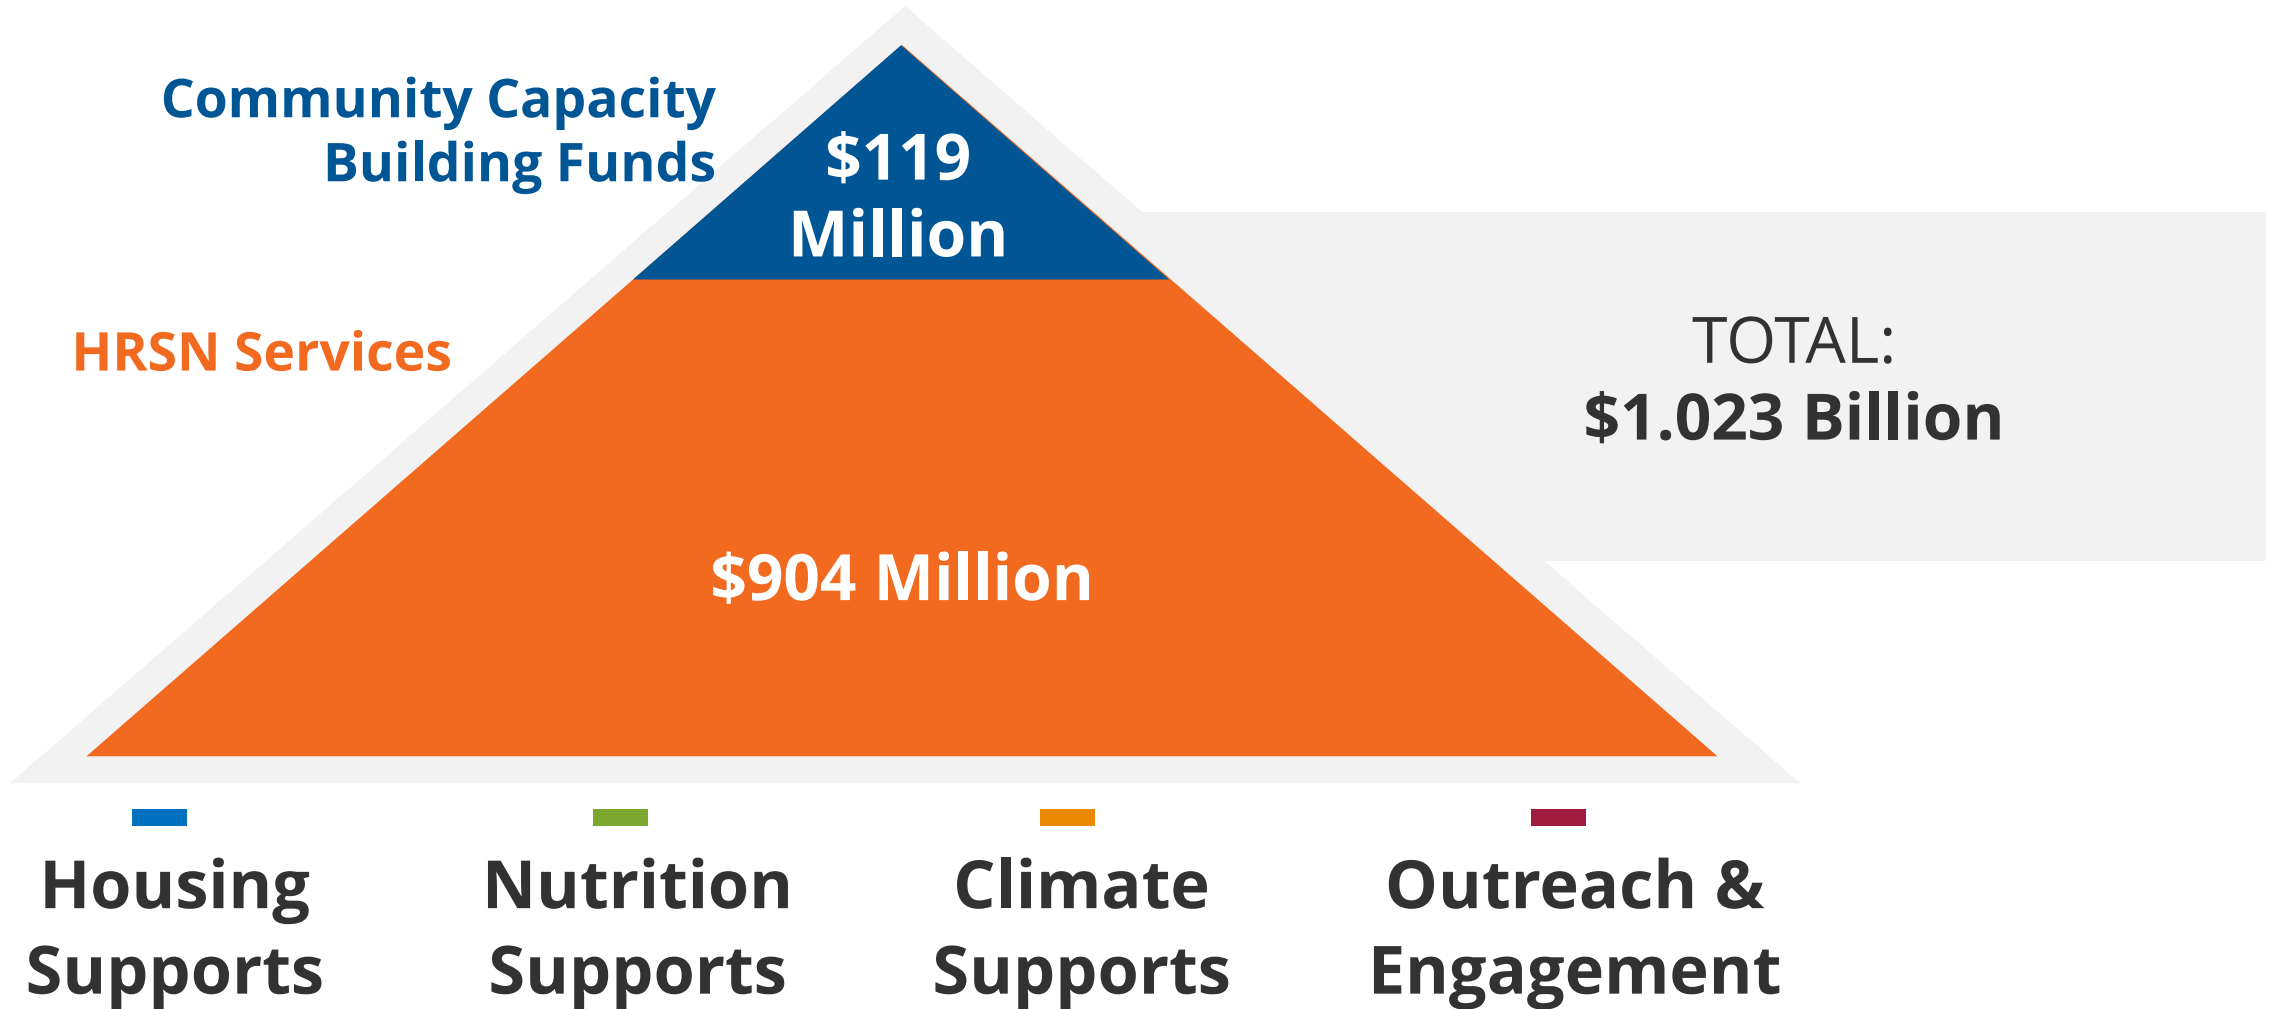 Community Capacity
Building Funds
$119
Million
HRSN Services
TOTAL:
$1.023 Billion
$904 Million
Housing
Supports
Nutrition
Supports
Climate
Supports
Outreach &
Engagement